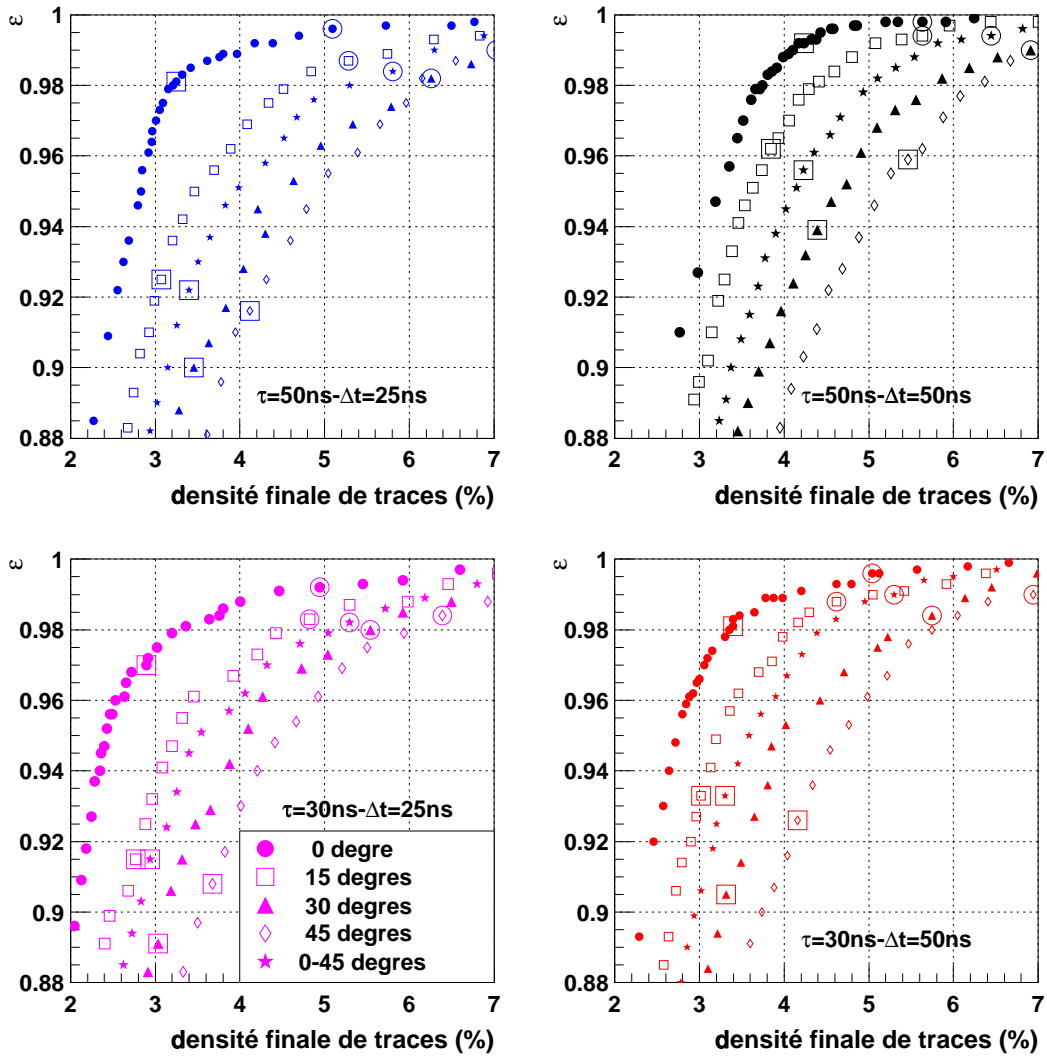 ε
1
0.98
0.96
0.94
0.92
0.9
0.88
τ=50ns-Δt=25ns
2 3 4 5 6 7
densité finale de traces (%)
ε
1
0.98
0.96
0.94
0.92
0.9
0.88
τ=50ns-Δt=50ns
2 3 4 5 6 7
densité finale de traces (%)
ε
1
0.98
0.96
0.94
0.92
0.9
0.88
τ=30ns-Δt=25ns
0 degre
15 degres
30 degres
45 degres
0-45 degres
2 3 4 5 6 7
densité finale de traces (%)
ε
1
0.98
0.96
0.94
0.92
0.9
0.88
τ=30ns-Δt=50ns
2 3 4 5 6 7
densité finale de traces (%)